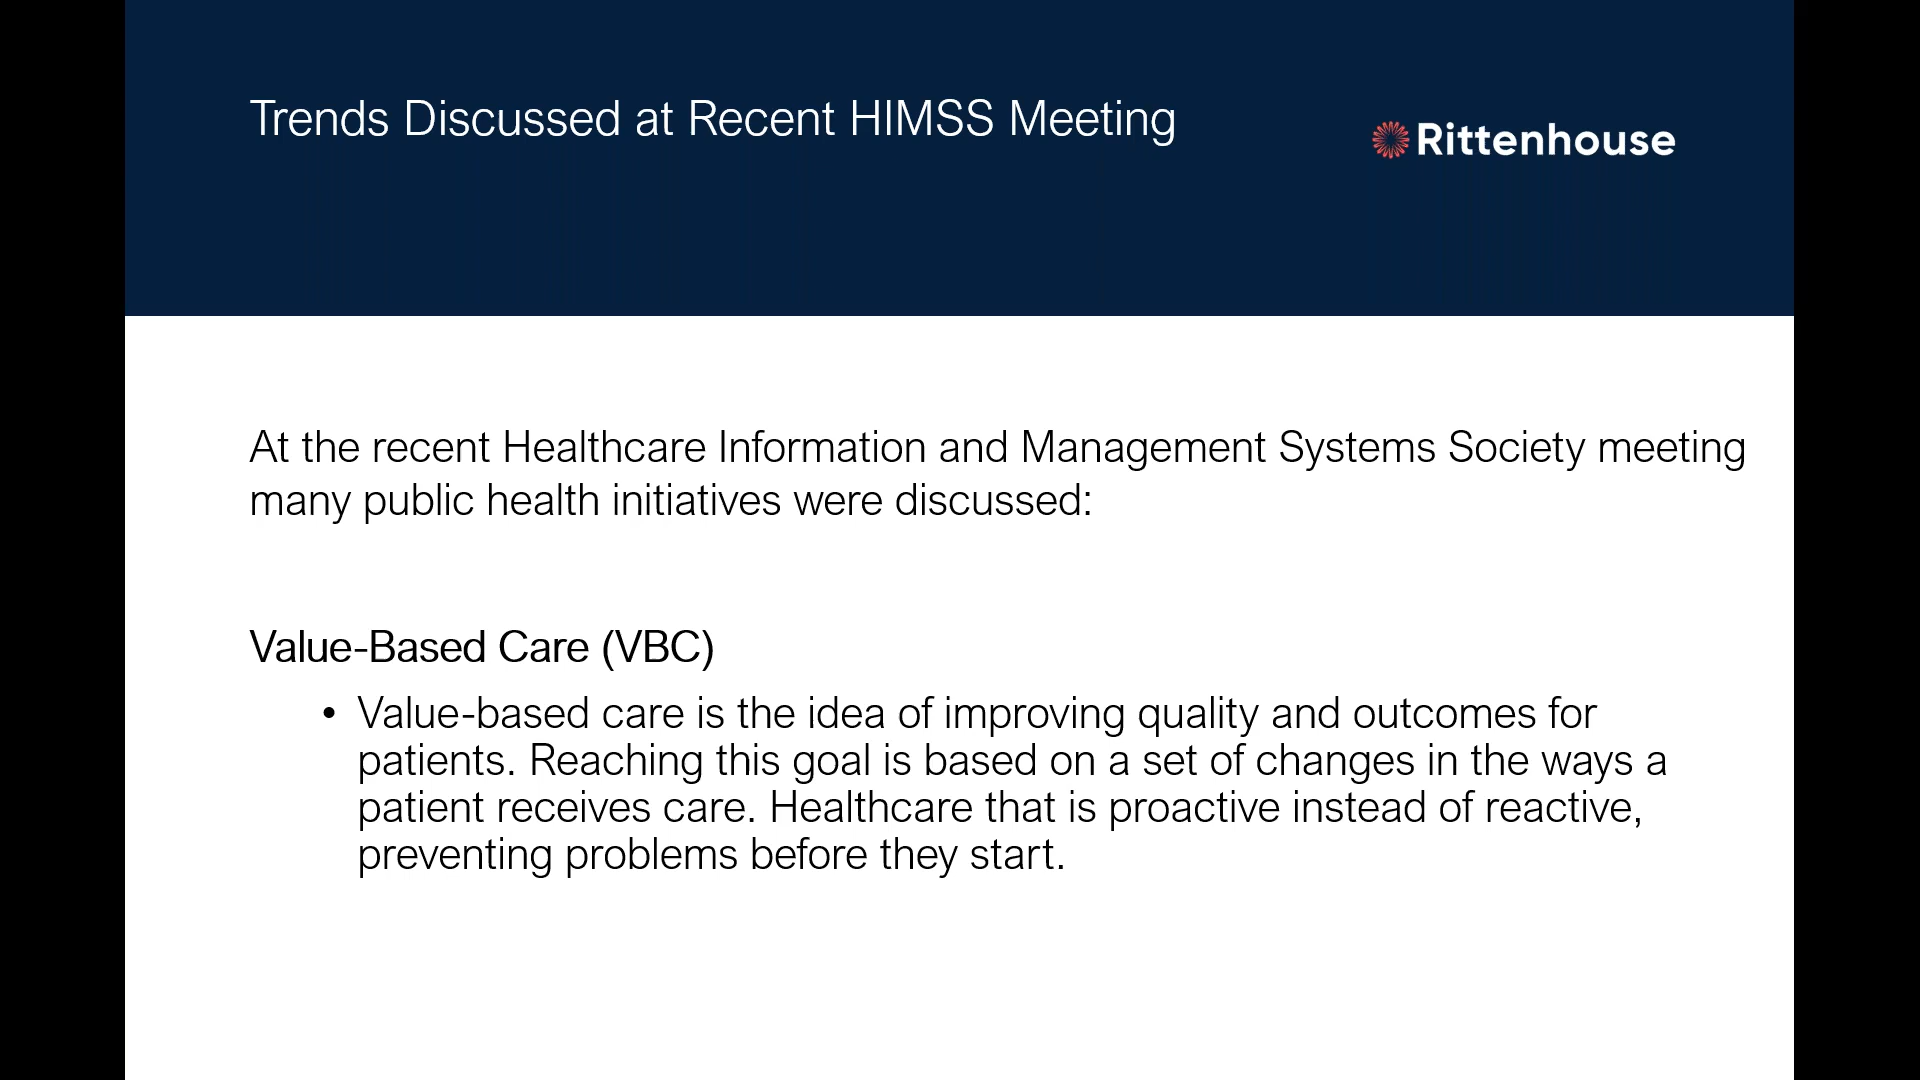 Trends Discussed at Recent HIMSS Meeting
Rittenhouse
At the recent Healthcare Information and Management Systems Society meeting
many public health initiatives were discussed:
Value-Based Care (VBC)
• Value-based care is the idea of improving quality and outcomes for
patients. Reaching this goal is based on a set of changes in the ways a
patient receives care. Healthcare that is proactive instead of reactive,
preventing problems before they start.